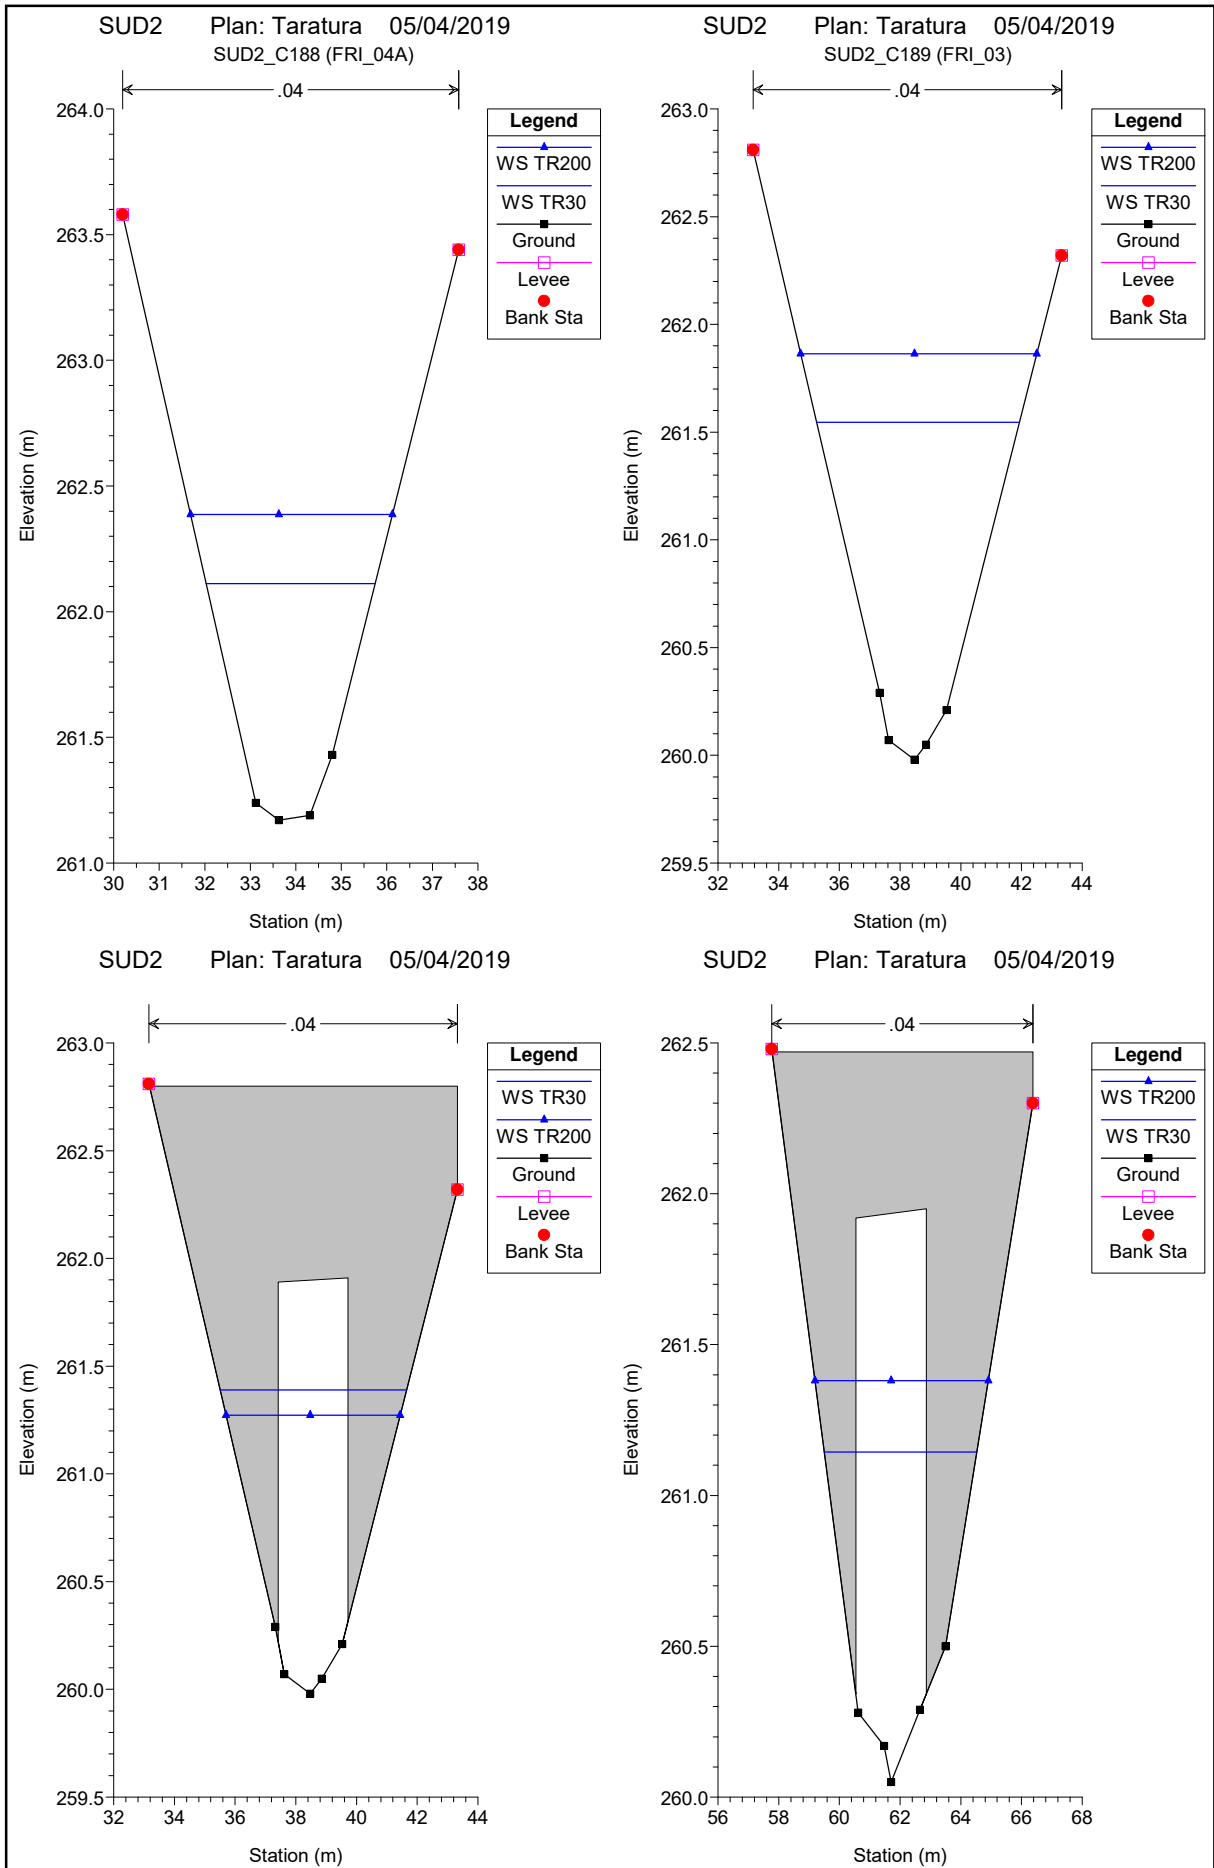 SUD2 Plan: Taratura 05/04/2019
SUD2_C188 (FRI_04A)
.04
264.0
263.5
263.0
262.5
262.0
261.5
261.0
Elevation (m)
30 31 32 33 34 35 36 37 38
Station (m)
Legend
WS TR200
WS TR30
Ground
Levee
Bank Sta
SUD2 Plan: Taratura 05/04/2019
SUD2_C189 (FRI_03)
.04
263.0
262.5
262.0
261.5
261.0
260.5
260.0
259.5
Elevation (m)
32 34 36 38 40 42 44
Station (m)
Legend
WS TR200
WS TR30
Ground
Levee
Bank Sta
SUD2 Plan: Taratura 05/04/2019
.04
263.0
262.5
262.0
261.5
261.0
260.5
260.0
259.5
Elevation (m)
32 34 36 38 40 42 44
Station (m)
Legend
WS TR30
WS TR200
Ground
Levee
Bank Sta
SUD2 Plan: Taratura 05/04/2019
.04
262.5
262.0
261.5
261.0
260.5
260.0
Elevation (m)
56 58 60 62 64 66 68
Station (m)
Legend
WS TR200
WS TR30
Ground
Levee
Bank Sta